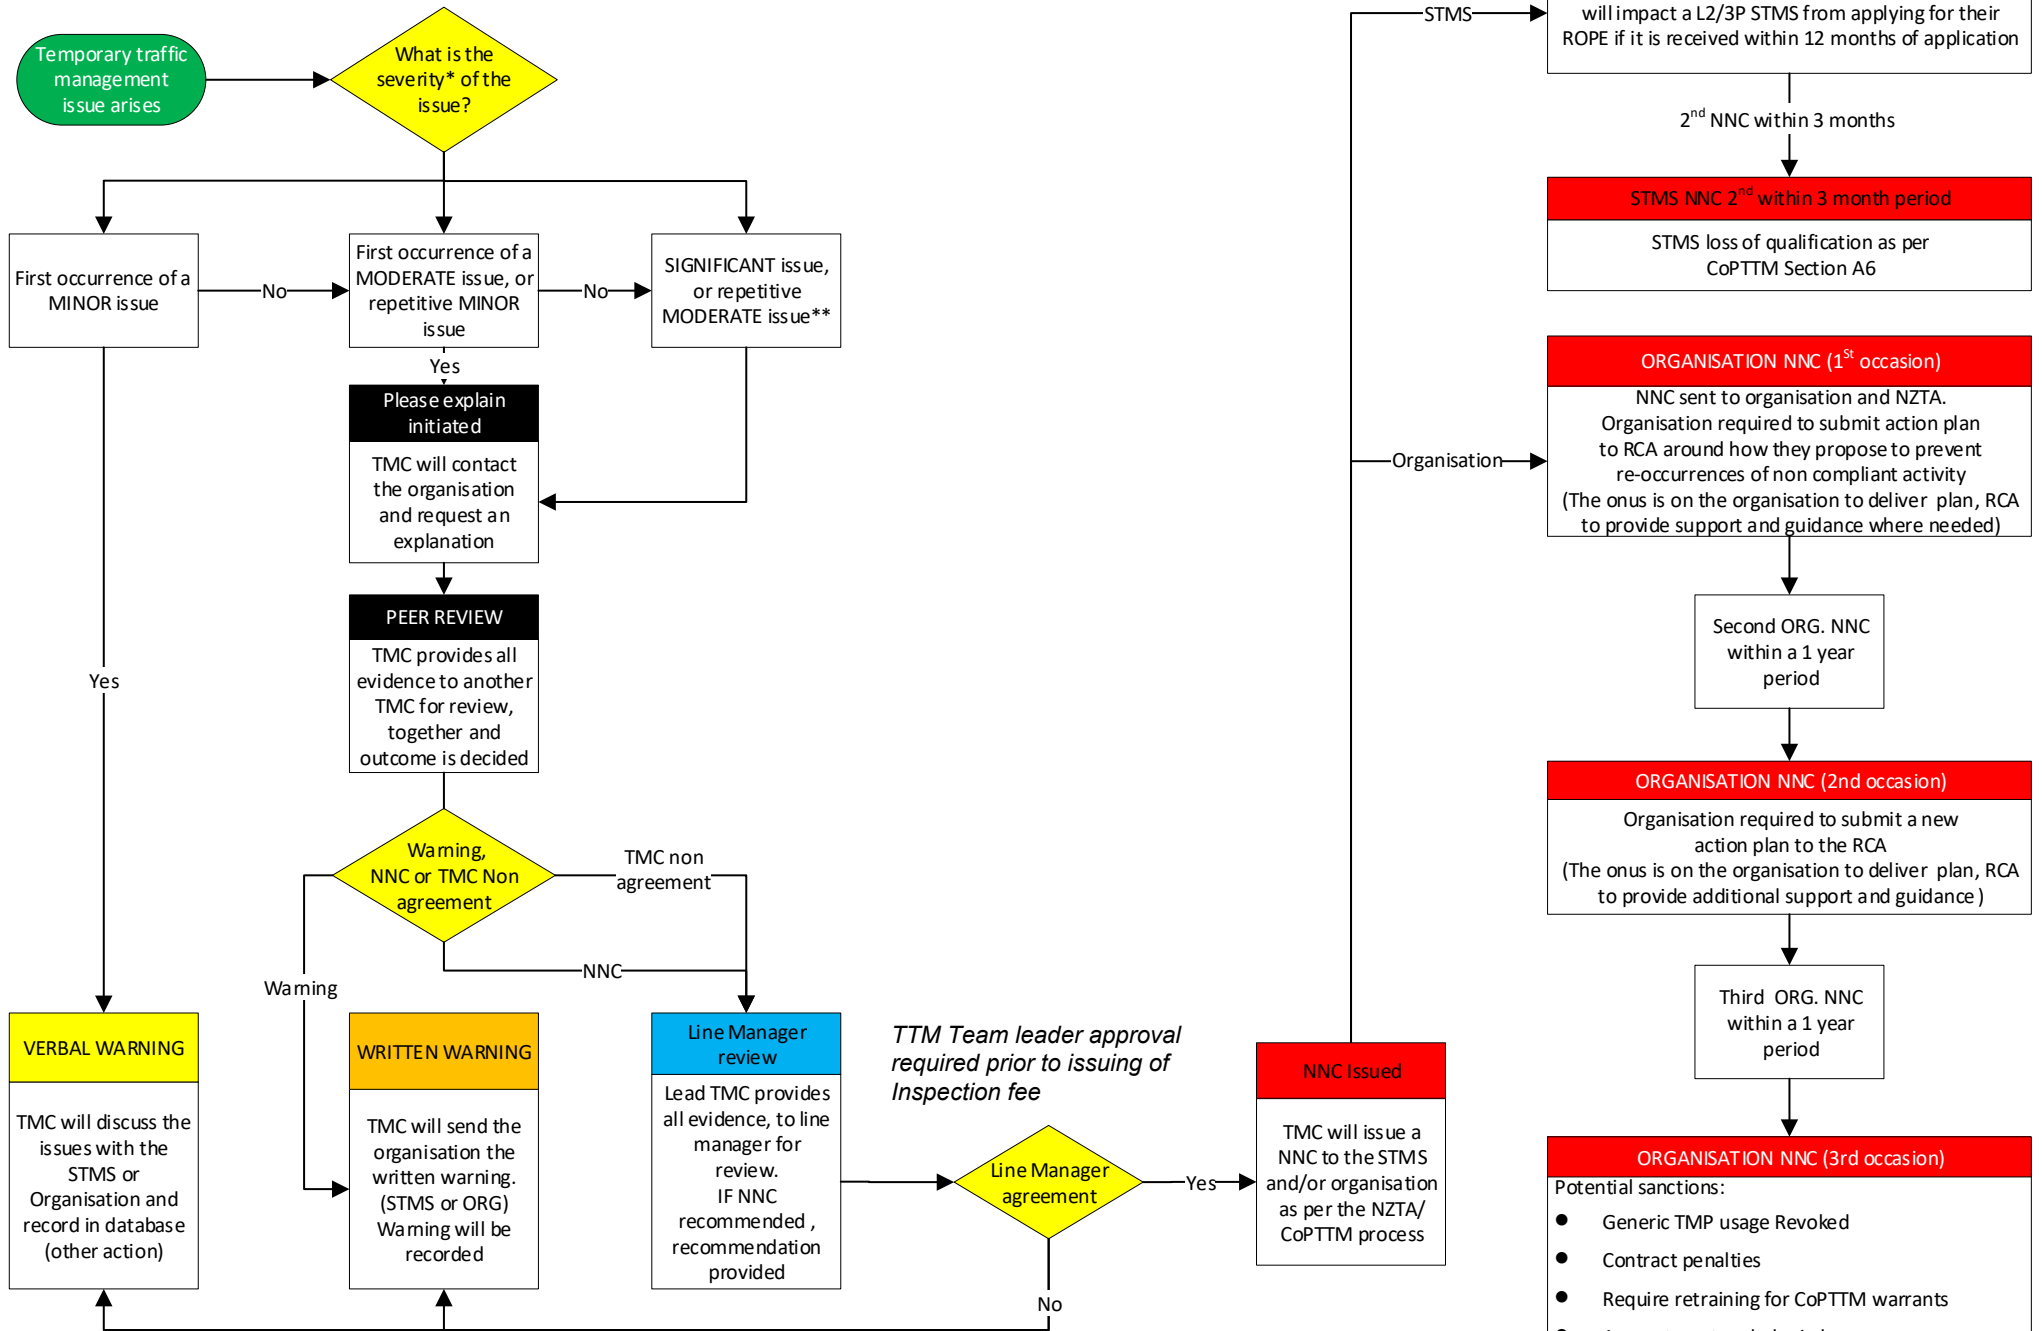 Temporary traffic
management
issue arises
What is the
severity* of the
issue?
First occurrence of a
MINOR issue
No
First occurrence of a
MODERATE issue, or
repetitive MINOR
issue
No
SIGNIFICANT issue,
or repetitive
MODERATE issue**
Yes
Please explain
initiated
TMC will contact
the organisation
and request an
explanation
PEER REVIEW
TMC provides all
evidence to another
TMC for review,
together and
outcome is decided
Yes
Warning,
NNC or TMC Non
agreement
TMC non
agreement
NNC
Warning
VERBAL WARNING
TMC will discuss the
issues with the
STMS or
Organisation and
record in database
(other action)
WRITTEN WARNING
TMC will send the
organisation the
written warning.
(STMS or ORG)
Warning will be
recorded
Line Manager
review
Lead TMC provides
all evidence, to line
manager for
review.
IF NNC
recommended ,
recommendation
provided
TTM Team leader approval
required prior to issuing of
Inspection fee
Line Manager
agreement
Yes
No
NNC Issued
TMC will issue a
NNC to the STMS
and/or organisation
as per the NZTA/
CoPTTM process
STMS
will impact a L2/3P STMS from applying for their
ROPE if it is received within 12 months of application
2nd NNC within 3 months
STMS NNC 2nd within 3 month period
STMS loss of qualification as per
CoPTTM Section A6
Organisation
ORGANISATION NNC (1St occasion)
NNC sent to organisation and NZTA.
Organisation required to submit action plan
to RCA around how they propose to prevent
re-occurrences of non compliant activity
(The onus is on the organisation to deliver plan, RCA
to provide support and guidance where needed)
Second ORG. NNC
within a 1 year
period
ORGANISATION NNC (2nd occasion)
Organisation required to submit a new
action plan to the RCA
(The onus is on the organisation to deliver plan, RCA
to provide additional support and guidance )
Third ORG. NNC
within a 1 year
period
ORGANISATION NNC (3rd occasion)
Potential sanctions:
● Generic TMP usage Revoked
● Contract penalties
● Require retraining for CoPTTM warrants